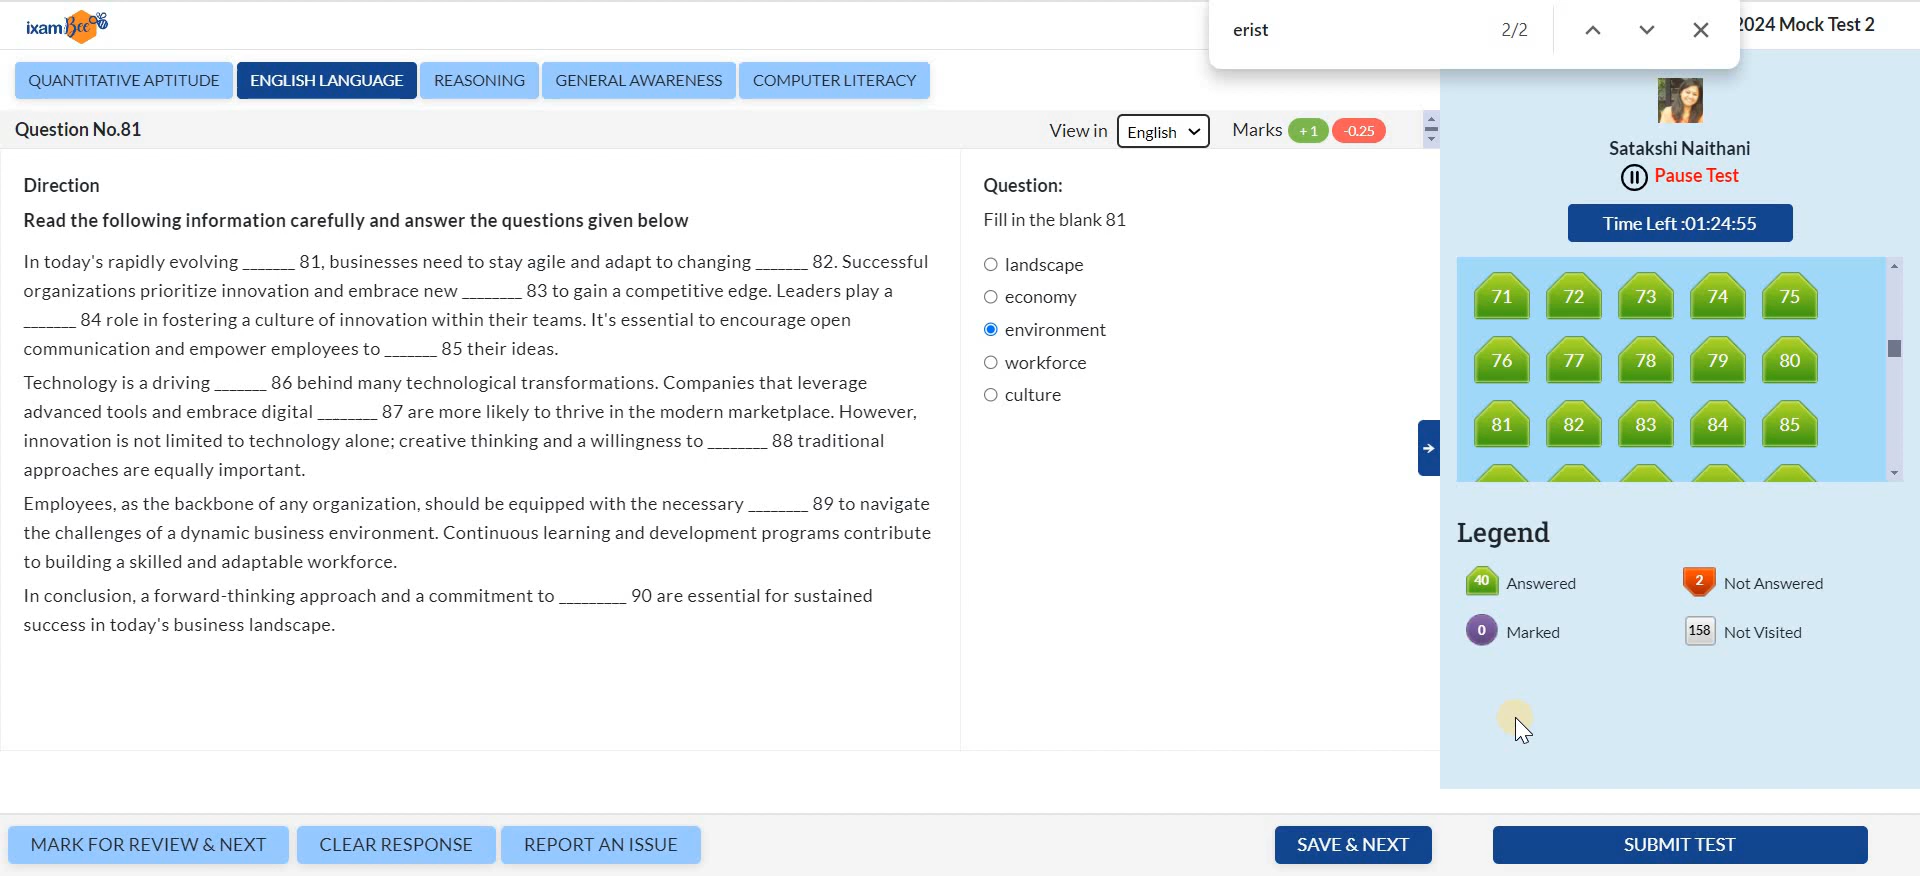 ixamBee
erist
2/2
2024 Mock Test 2
QUANTITATIVE APTITUDE
ENGLISH LANGUAGE
REASONING
GENERAL AWARENESS
COMPUTER LITERACY
Question No.81
View in
English
Marks
+1
-0.25
Direction
Read the following information carefully and answer the questions given below
In today's rapidly evolving _______ 81, businesses need to stay agile and adapt to changing _______ 82. Successful
organizations prioritize innovation and embrace new ________ 83 to gain a competitive edge. Leaders play a
_______ 84 role in fostering a culture of innovation within their teams. It's essential to encourage open
communication and empower employees to _______ 85 their ideas.
Technology is a driving _______ 86 behind many technological transformations. Companies that leverage
advanced tools and embrace digital ________ 87 are more likely to thrive in the modern marketplace. However,
innovation is not limited to technology alone; creative thinking and a willingness to ________ 88 traditional
approaches are equally important.
Employees, as the backbone of any organization, should be equipped with the necessary ________ 89 to navigate
the challenges of a dynamic business environment. Continuous learning and development programs contribute
to building a skilled and adaptable workforce.
In conclusion, a forward-thinking approach and a commitment to _________ 90 are essential for sustained
success in today's business landscape.
Question:
Fill in the blank 81
landscape
economy
environment
workforce
culture
Satakshi Naithani
Pause Test
Time Left :01:24:55
71 72 73 74 75
76 77 78 79 80
81 82 83 84 85
Legend
40 Answered
2 Not Answered
0 Marked
158 Not Visited
MARK FOR REVIEW & NEXT
CLEAR RESPONSE
REPORT AN ISSUE
SAVE & NEXT
SUBMIT TEST